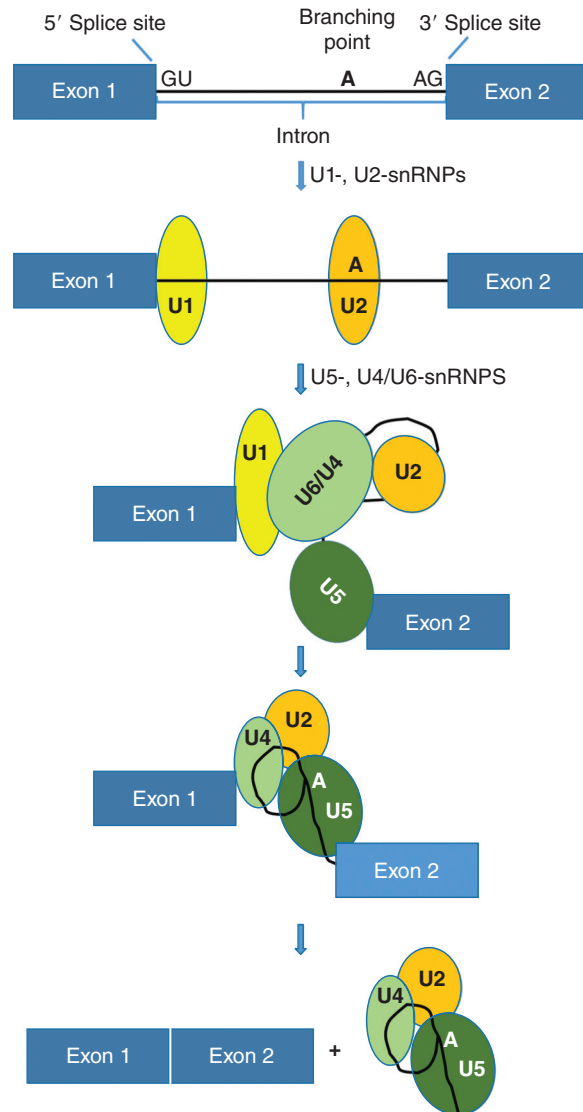 5′ Splice site
Branching
point
3′ Splice site
Exon 1
GU
A
AG
Exon 2
Intron
U1-, U2-snRNPs
Exon 1
U1
A
U2
Exon 2
U5-, U4/U6-snRNPS
U1
U6/U4
U2
Exon 1
U5
Exon 2
U2
U4
A
Exon 1
U5
Exon 2
U2
U4
A
Exon 1
Exon 2
+
U5